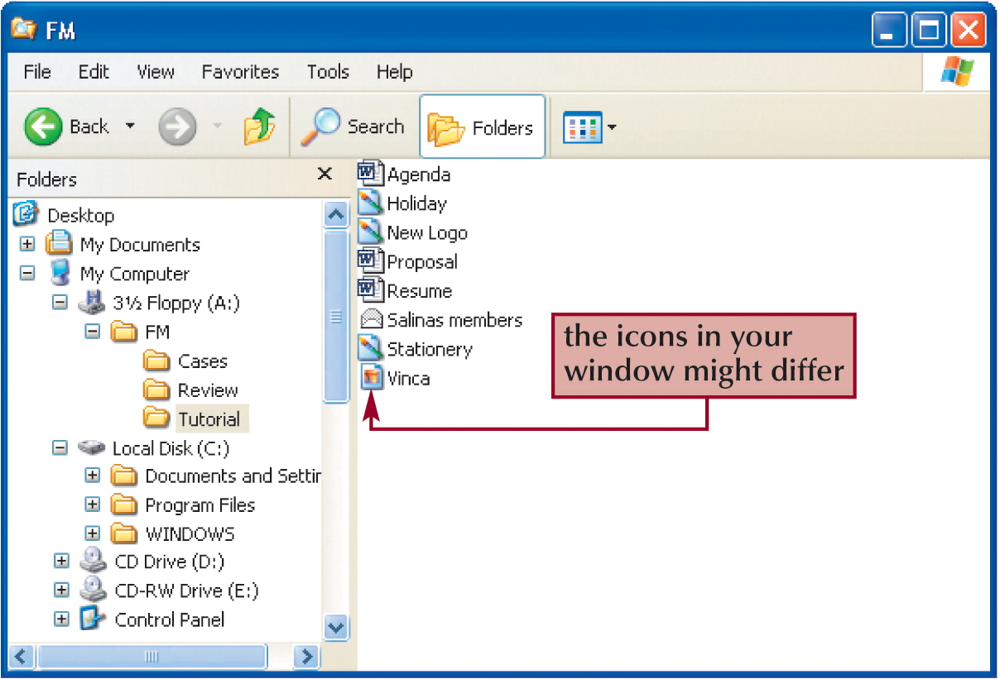 FM
File Edit View Favorites Tools Help
Back Search Folders
Folders
Desktop
My Documents
My Computer
3½ Floppy (A:)
FM
Cases
Review
Tutorial
Local Disk (C:)
Documents and Settin
Program Files
WINDOWS
CD Drive (D:)
CD-RW Drive (E:)
Control Panel
Agenda
Holiday
New Logo
Proposal
Resume
Salinas members
Stationery
Vinca
the icons in your
window might differ